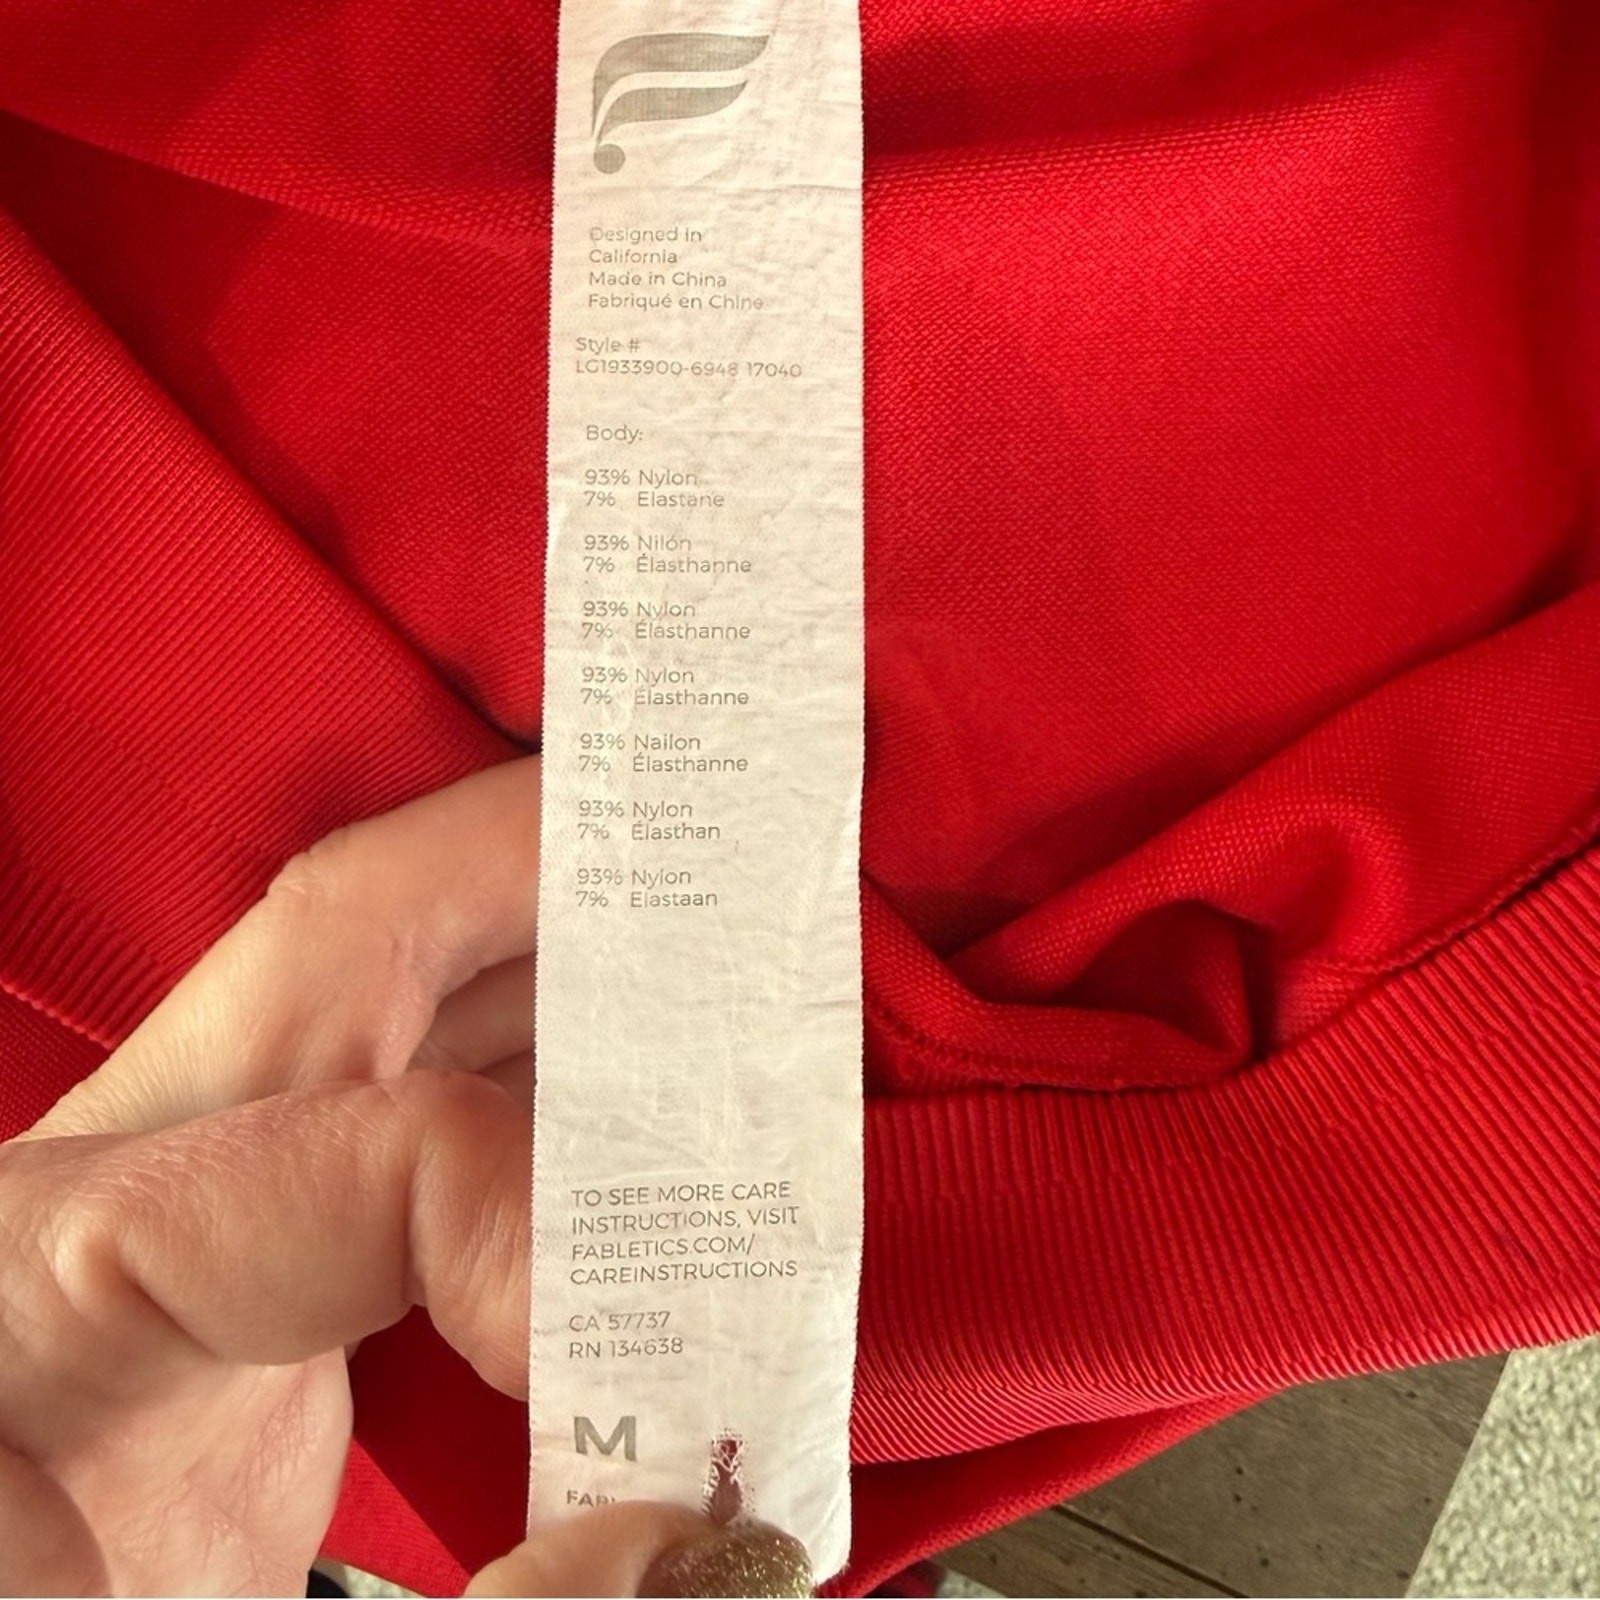 Designed in
California
Made in China
Fabriqué en Chine
Style #
LG1933900-6948 17040
Body:
93% Nylon
7% Elastane
93% Nilón
7% Élasthanne
93% Nylon
7% Élasthanne
93% Nylon
7% Élasthanne
93% Nailon
7% Élasthanne
93% Nylon
7% Élasthan
93% Nylon
7% Elastaan
TO SEE MORE CARE
INSTRUCTIONS, VISIT
FABLETICS.COM/
CAREINSTRUCTIONS
CA 57737
RN 134638
M